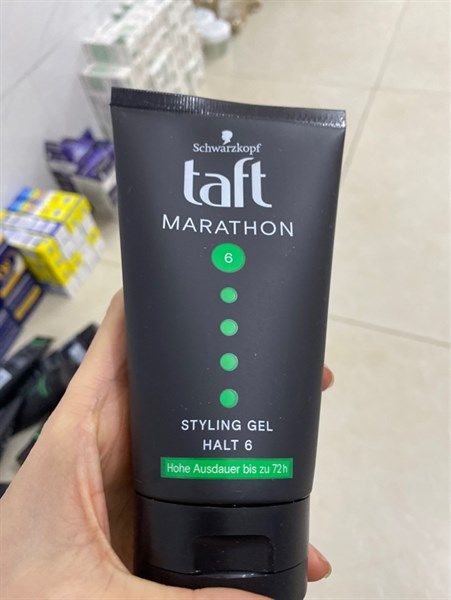 Schwarzkopf
taft
MARATHON
6
STYLING GEL
HALT 6
Hohe Ausdauer bis zu 72h